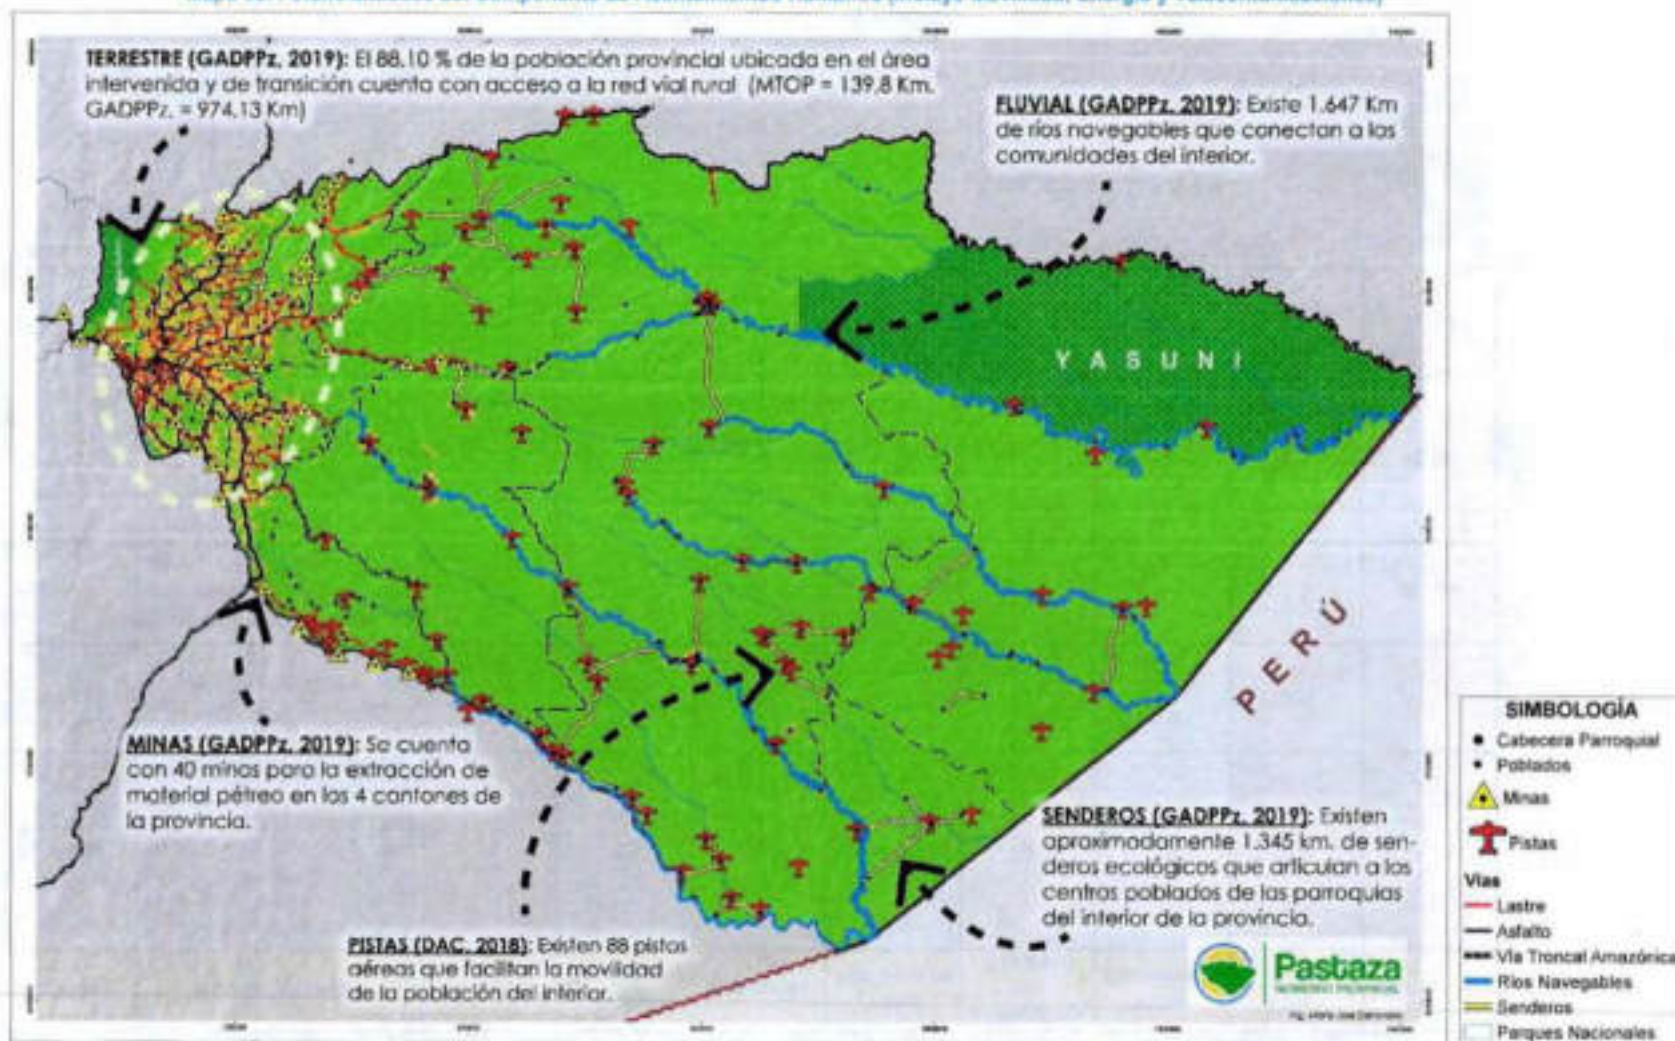 TERRESTRE (GADPPz, 2019): El 88.10 % de la población provincial ubicada en el área
intervenida y de transición cuenta con acceso a la red vial rural (MTOP = 139.8 Km.
GADPPz. = 974.13 Km)
FLUVIAL (GADPPz, 2019): Existe 1.647 Km
de ríos navegables que conectan a las
comunidades del interior.
YASUNI
PERÚ
MINAS (GADPPz, 2019): Se cuenta
con 40 minas para la extracción de
material pétreo en los 4 cantones de
la provincia.
SENDEROS (GADPPz, 2019): Existen
aproximadamente 1.345 km. de sen-
deros ecológicos que articulan a los
centros poblados de las parroquias
del interior de la provincia.
PISTAS (DAC, 2018): Existen 88 pistas
aéreas que facilitan la movilidad
de la población del interior.
Pastaza
SIMBOLOGÍA
Cabecera Parroquial
Poblados
Minas
Pistas
Vías
Lastre
Asfalto
Vía Troncal Amazónica
Ríos Navegables
Senderos
Parques Nacionales